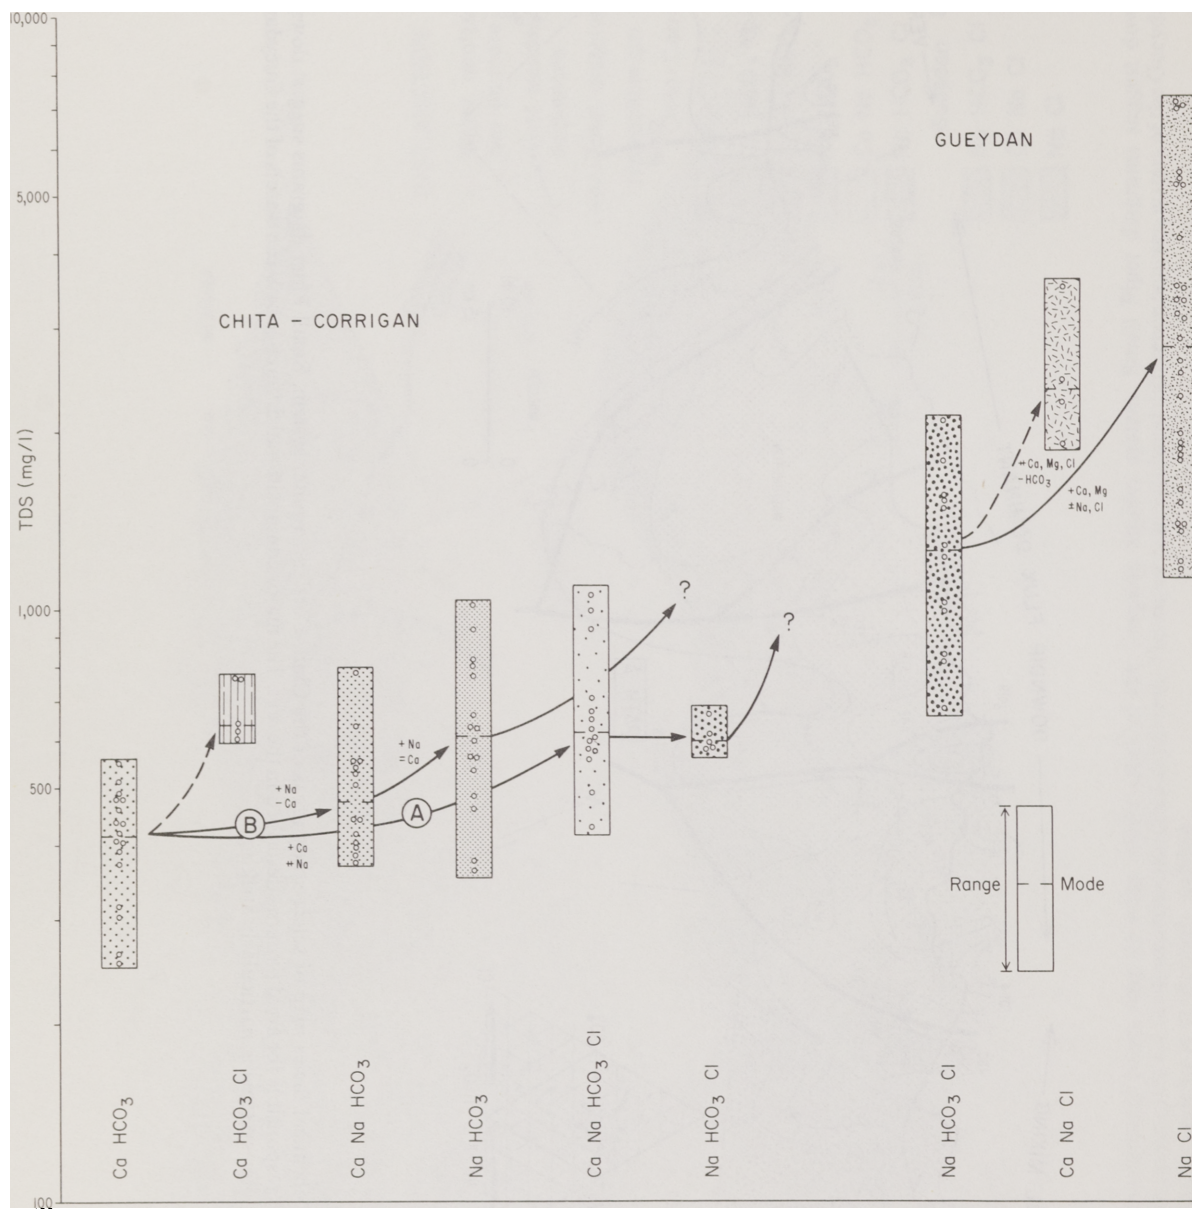 10,000
GUEYDAN
5,000
CHITA – CORRIGAN
TDS (mg/l)
++Ca, Mg, Cl
−HCO3
+Ca, Mg
±Na, Cl
?
?
1,000
+Na
=Ca
+Na
−Ca
500
A
B
+Ca
++Na
Range
Mode
Ca HCO3
Ca HCO3 Cl
Ca Na HCO3
Na HCO3
Ca Na HCO3 Cl
Na HCO3 Cl
Na HCO3 Cl
Ca Na Cl
Na Cl
100